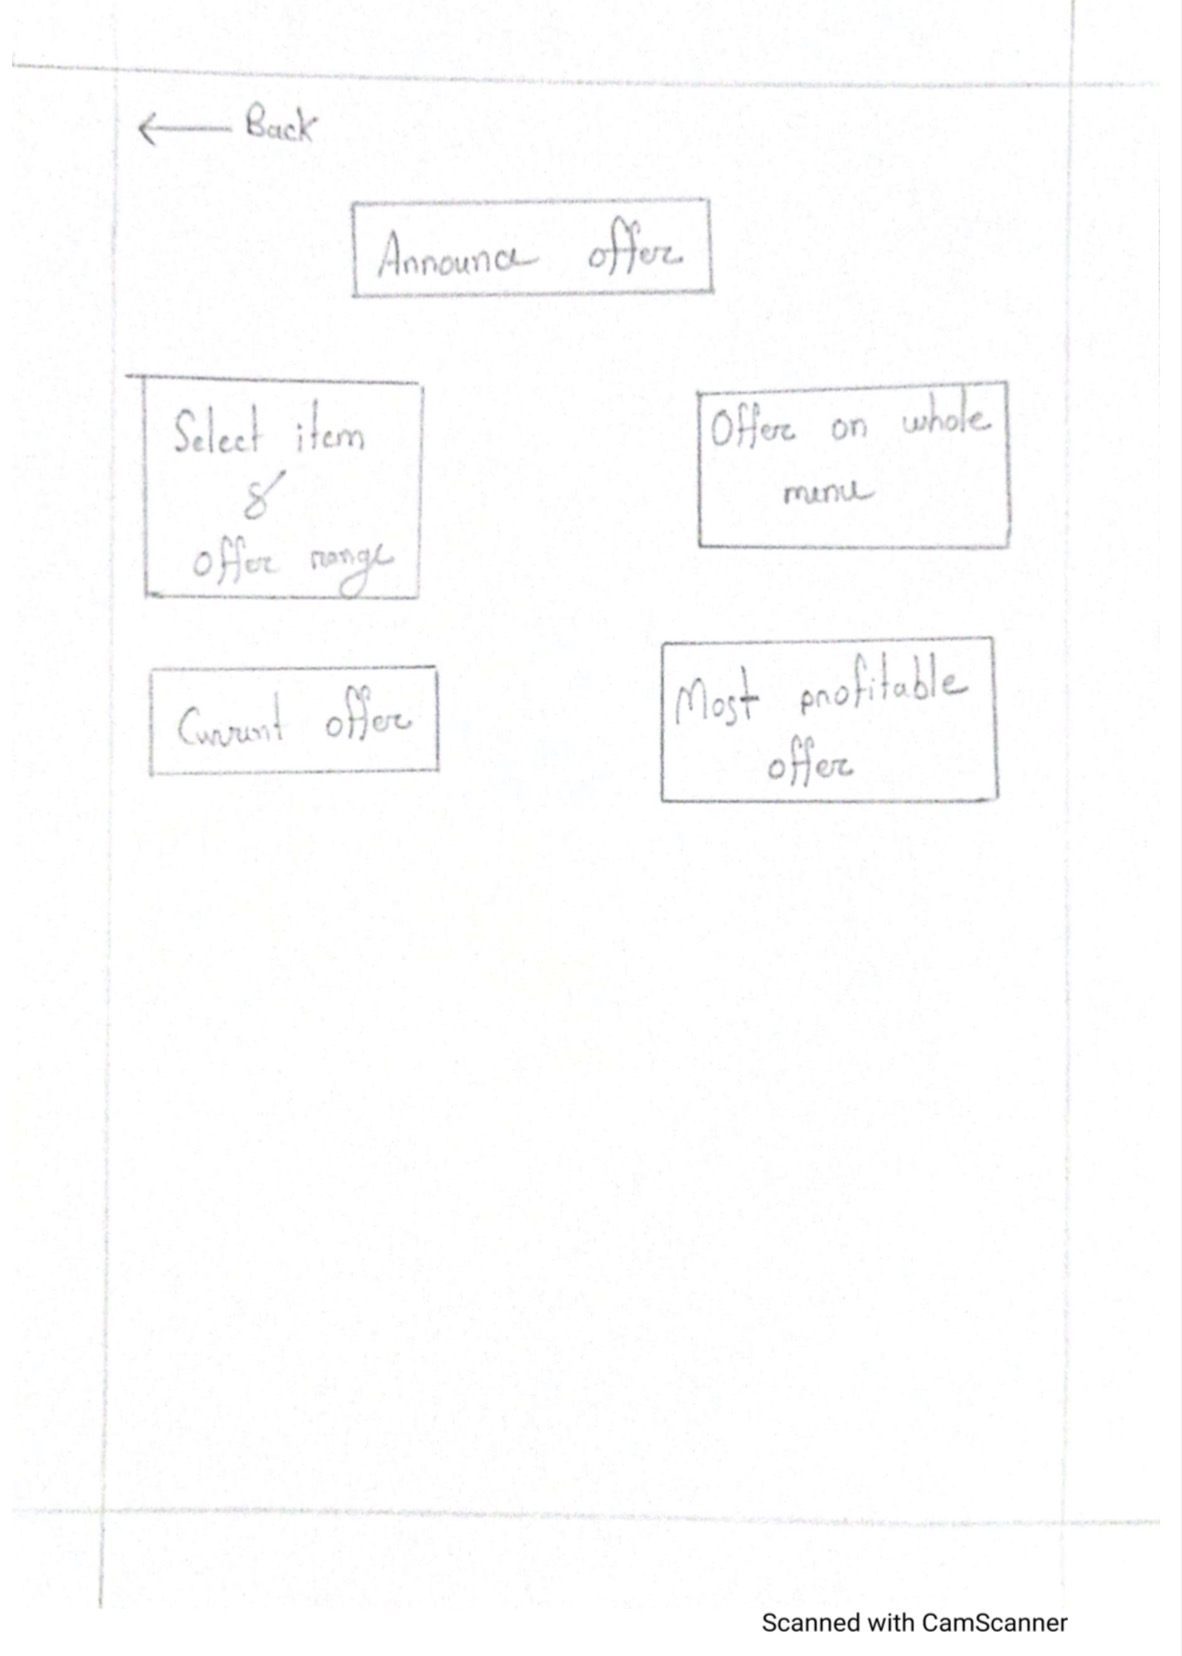 ← Back
Announce offer
Select item
&
offer range
Offer on whole
menu
Current offer
Most profitable
offer
Scanned with CamScanner